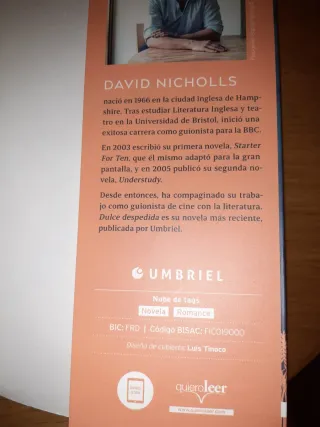 DAVID NICHOLLS
nació en 1966 en la ciudad inglesa de Hamp-
shire. Tras estudiar Literatura Inglesa y tea-
tro en la Universidad de Bristol, inició una
exitosa carrera como guionista para la BBC.
En 2003 escribió su primera novela, Starter
For Ten, que él mismo adaptó para la gran
pantalla, y en 2005 publicó su segunda no-
vela, Understudy.
Desde entonces, ha compaginado su traba-
jo como guionista de cine con la literatura.
Dulce despedida es su novela más reciente,
publicada por Umbriel.
UMBRIEL
Nube de tags
Novela Romance
BIC: FRD | Código BISAC: FIC019000
Diseño de cubierta: Luis Tinoco
quieroleer